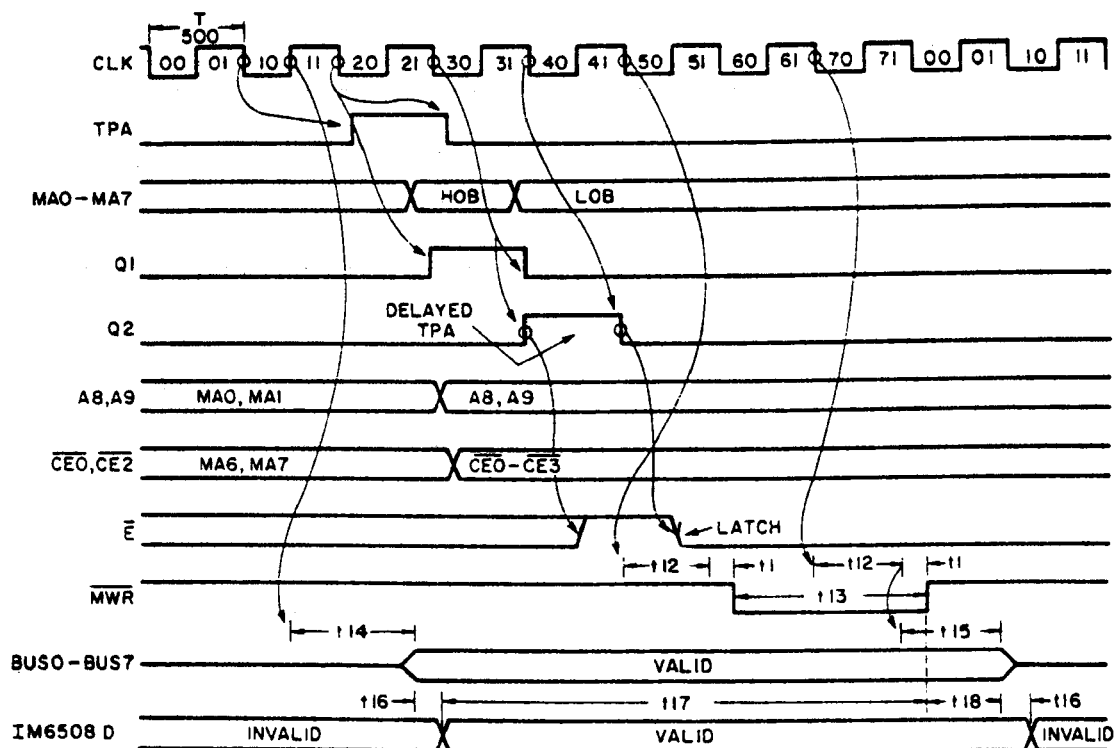 T
500
CLK 00 01 10 11 20 21 30 31 40 41 50 51 60 61 70 71 00 01 10 11
TPA
MA0-MA7 HOB LOB
Q1
DELAYED
TPA
Q2
A8,A9 MA0, MA1 A8, A9
CE0,CE2 MA6, MA7 CE0-CE3
E LATCH
t12 t1 t12 t1
MWR t13
t14 t15
BUS0-BUS7 VALID
t16 t17 t18 t16
IM6508 D INVALID VALID INVALID